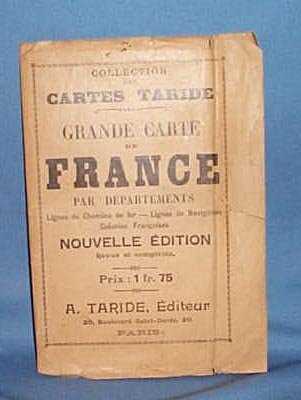 COLLECTION
DES
CARTES TARIDE
GRANDE CARTE
DE
FRANCE
PAR DÉPARTEMENTS
Lignes de Chemins de fer — Lignes de Navigation
Colonies Françaises
NOUVELLE ÉDITION
Revue et complétée.
Prix : 1 fr. 75
A. TARIDE, Éditeur
20, Boulevard Saint-Denis, 20
PARIS